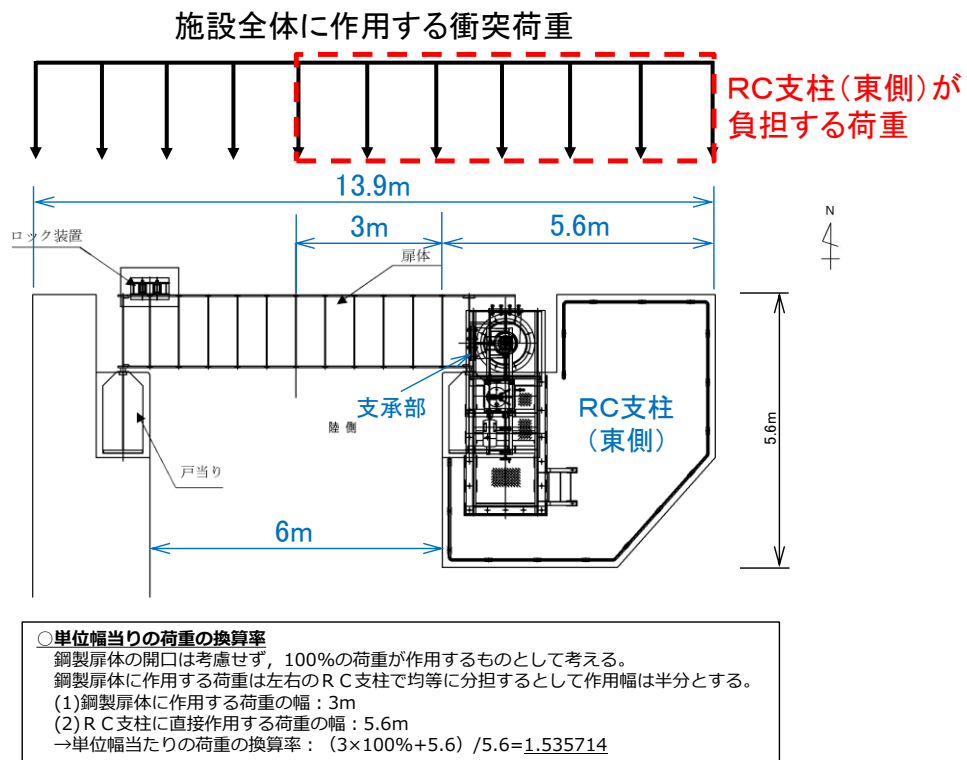 施設全体に作用する衝突荷重
RC支柱(東側)が
負担する荷重
13.9m
3m
5.6m
N
ロック装置
扉体
支承部
陸 側
RC支柱
(東側)
5.6m
戸当り
6m
○単位幅当りの荷重の換算率
鋼製扉体の開口は考慮せず，100%の荷重が作用するものとして考える。
鋼製扉体に作用する荷重は左右のＲＣ支柱で均等に分担するとして作用幅は半分とする。
(1)鋼製扉体に作用する荷重の幅：3m
(2)ＲＣ支柱に直接作用する荷重の幅：5.6m
→単位幅当たりの荷重の換算率：（3×100%+5.6）/5.6=1.535714